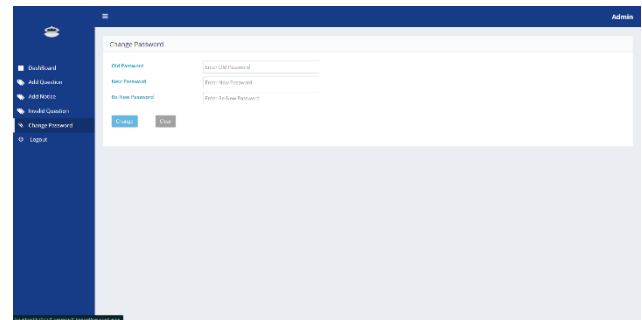 Admin
Change Password
Dashboard
Add Question
Add Notice
Invalid Question
Change Password
Logout
Old Password
Enter Old Password
New Password
Enter New Password
Re-New Password
Enter Re-New Password
Change
Clear